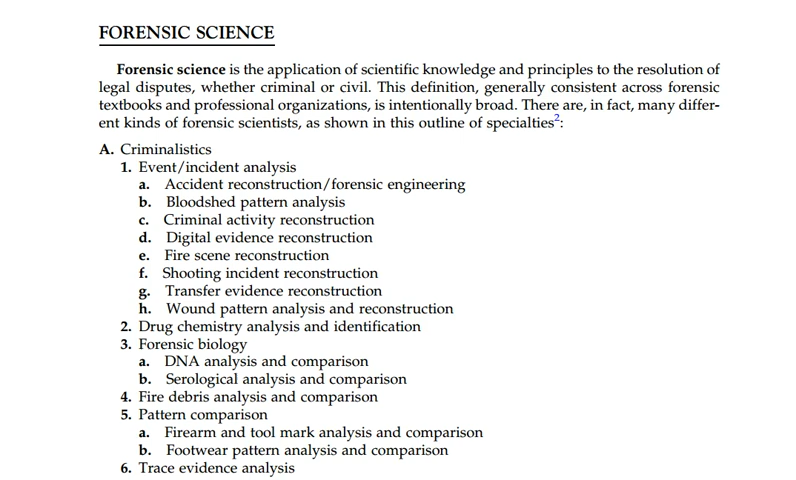 FORENSIC SCIENCE
Forensic science is the application of scientific knowledge and principles to the resolution of
legal disputes, whether criminal or civil. This definition, generally consistent across forensic
textbooks and professional organizations, is intentionally broad. There are, in fact, many differ-
ent kinds of forensic scientists, as shown in this outline of specialties2:
A. Criminalistics
1. Event/incident analysis
a. Accident reconstruction/forensic engineering
b. Bloodshed pattern analysis
c. Criminal activity reconstruction
d. Digital evidence reconstruction
e. Fire scene reconstruction
f. Shooting incident reconstruction
g. Transfer evidence reconstruction
h. Wound pattern analysis and reconstruction
2. Drug chemistry analysis and identification
3. Forensic biology
a. DNA analysis and comparison
b. Serological analysis and comparison
4. Fire debris analysis and comparison
5. Pattern comparison
a. Firearm and tool mark analysis and comparison
b. Footwear pattern analysis and comparison
6. Trace evidence analysis